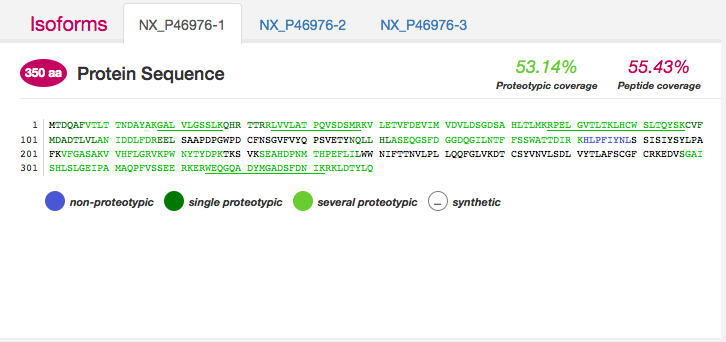 Isoforms NX_P46976-1 NX_P46976-2 NX_P46976-3
350 aa Protein Sequence 53.14% 55.43%
Proteotypic coverage Peptide coverage
1 MTDQAFVTLT TNDAYAKGAL VLGSSLKQHR TTRRLVVLAT PQVSDSMRKV LETVFDEVIM VDVLDSGDSA HLTLMKRPEL GVTLTKLHCW SLTQYSKCVF
101 MDADTLVLAN IDDLFDREEL SAAPDPGWPD CFNSGVFVYQ PSVETYNQLL HLASEQGSFD GGDQGILNTF FSSWATTDIR KHLPFIYNLS SISIYSYLPA
201 FKVFGASAKV VHFLGRVKPW NYTYDPKTKS VKSEAHDPNM THPEFLILWW NIFTTNVLPL LQQFGLVKDT CSYVNVLSDL VYTLAFSCGF CRKEDVSGAI
301 SHLSLGEIPA MAQPFVSSEE RKERWEQGQA DYMGADSFDN IKRKLDTYLQ
non-proteotypic single proteotypic several proteotypic _ synthetic